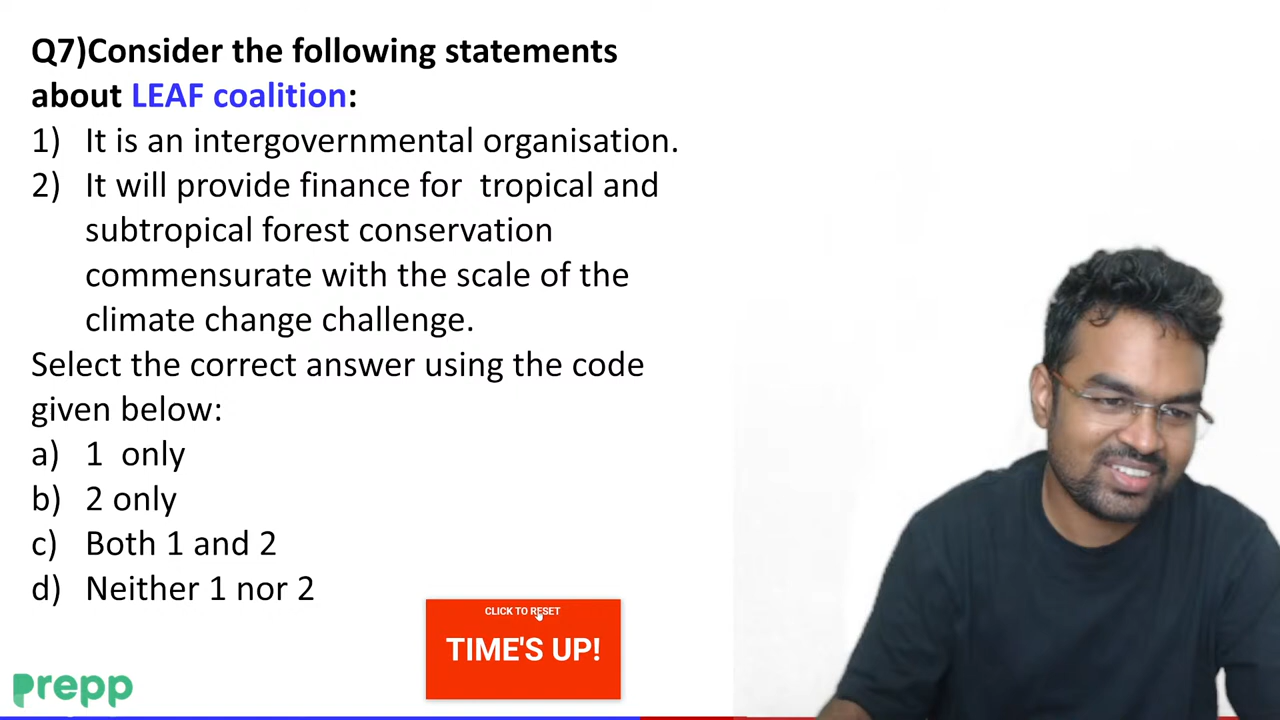 Q7)Consider the following statements
about LEAF coalition:
1) It is an intergovernmental organisation.
2) It will provide finance for tropical and
subtropical forest conservation
commensurate with the scale of the
climate change challenge.
Select the correct answer using the code
given below:
a) 1 only
b) 2 only
c) Both 1 and 2
d) Neither 1 nor 2
CLICK TO RESET
TIME'S UP!
prepp